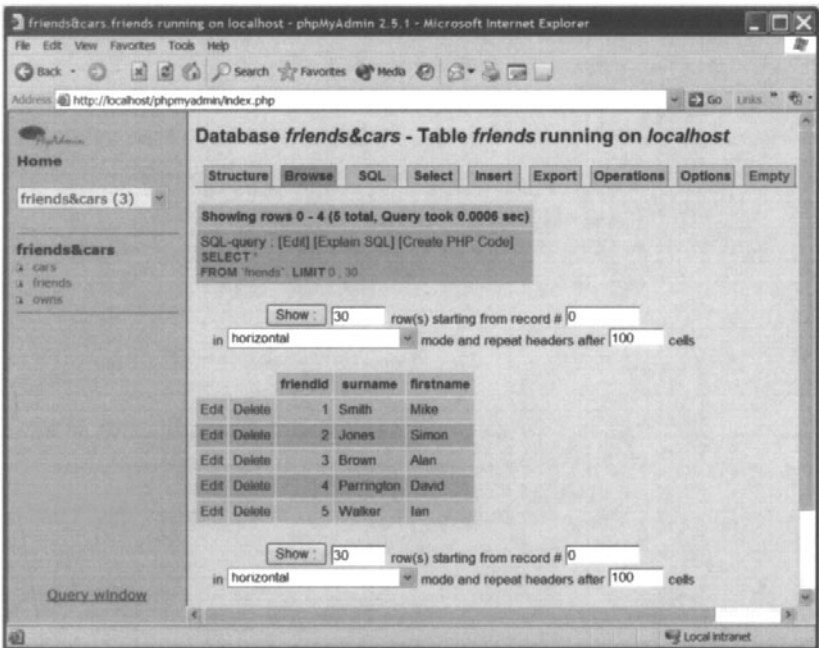 friends&cars.friends running on localhost - phpMyAdmin 2.5.1 - Microsoft Internet Explorer
File Edit View Favorites Tools Help
Back Search Favorites Media
Address http://localhost/phpmyadmin/index.php Go Links
phpMyAdmin
Home
friends&cars (3)
friends&cars
cars
friends
owns
Query window
Database friends&cars - Table friends running on localhost
Structure Browse SQL Select Insert Export Operations Options Empty
Showing rows 0 - 4 (5 total, Query took 0.0006 sec)
SQL-query : [Edit] [Explain SQL] [Create PHP Code]
SELECT *
FROM `friends` LIMIT 0 , 30
Show : 30 row(s) starting from record # 0
in horizontal mode and repeat headers after 100 cells
friendid surname firstname
Edit Delete 1 Smith Mike
Edit Delete 2 Jones Simon
Edit Delete 3 Brown Alan
Edit Delete 4 Parrington David
Edit Delete 5 Walker Ian
Show : 30 row(s) starting from record # 0
in horizontal mode and repeat headers after 100 cells
Local intranet